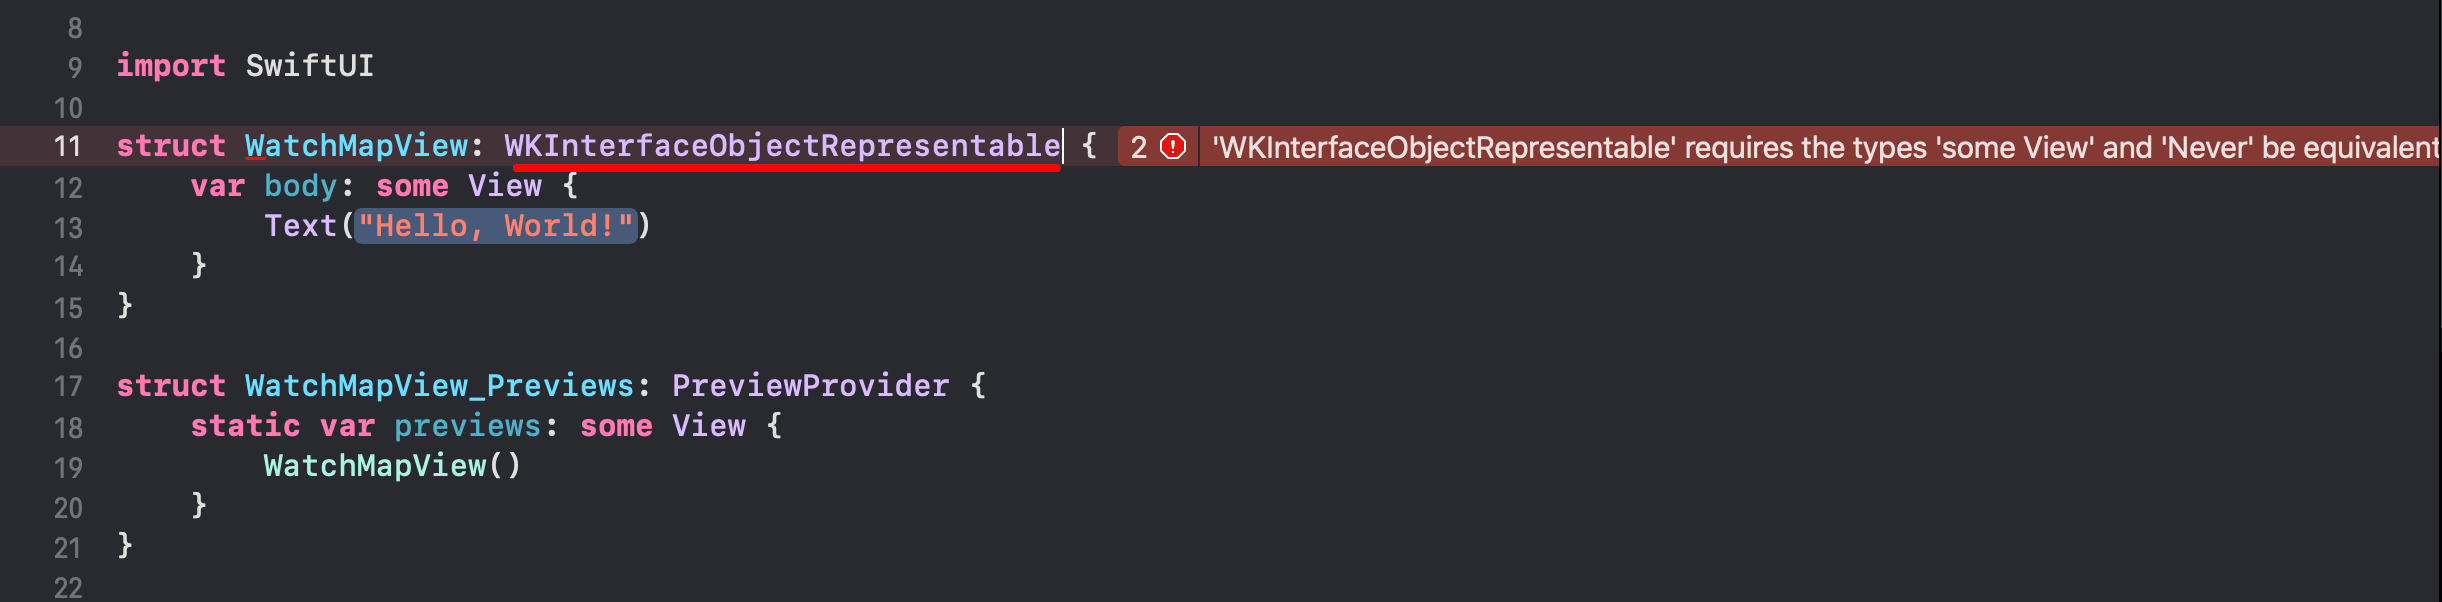 8
9 import SwiftUI
10
11 struct WatchMapView: WKInterfaceObjectRepresentable { 2 'WKInterfaceObjectRepresentable' requires the types 'some View' and 'Never' be equivalent
12 var body: some View {
13 Text("Hello, World!")
14 }
15 }
16
17 struct WatchMapView_Previews: PreviewProvider {
18 static var previews: some View {
19 WatchMapView()
20 }
21 }
22